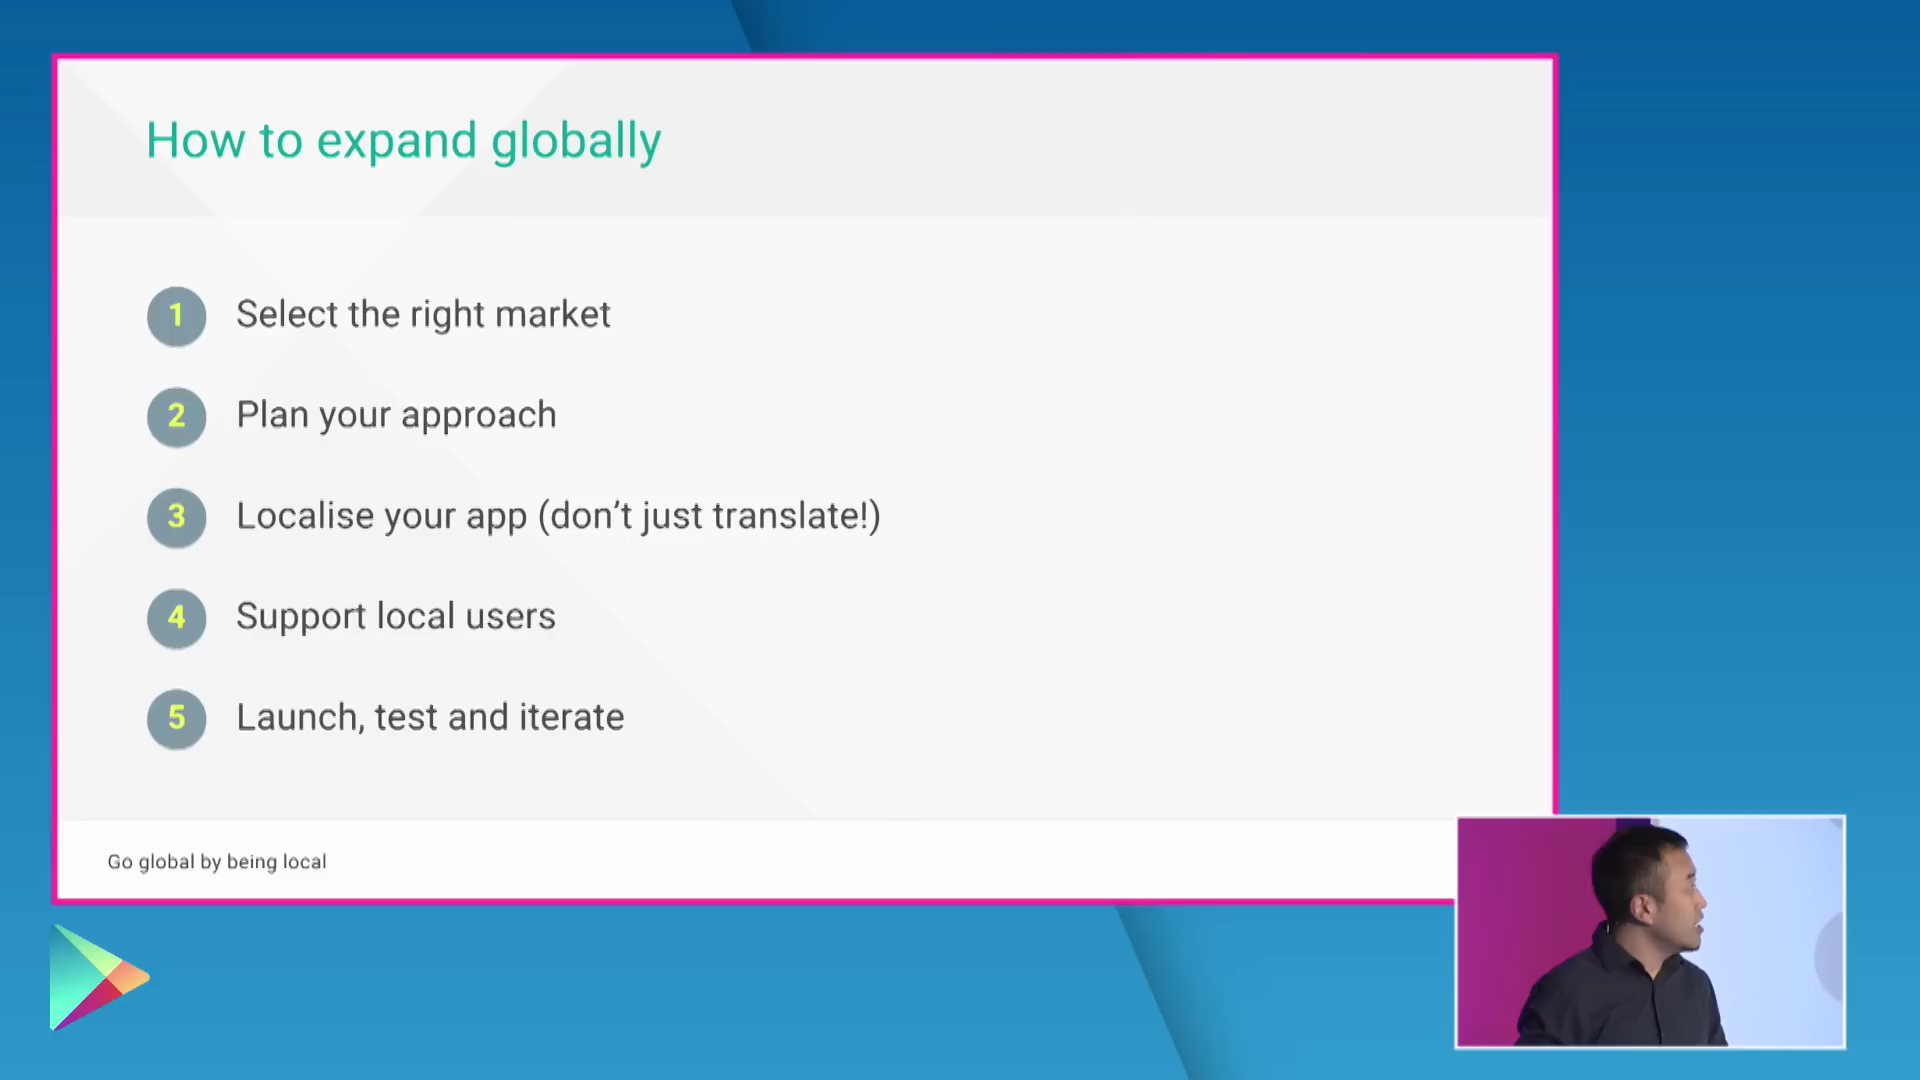 How to expand globally
1 Select the right market
2 Plan your approach
3 Localise your app (don’t just translate!)
4 Support local users
5 Launch, test and iterate
Go global by being local